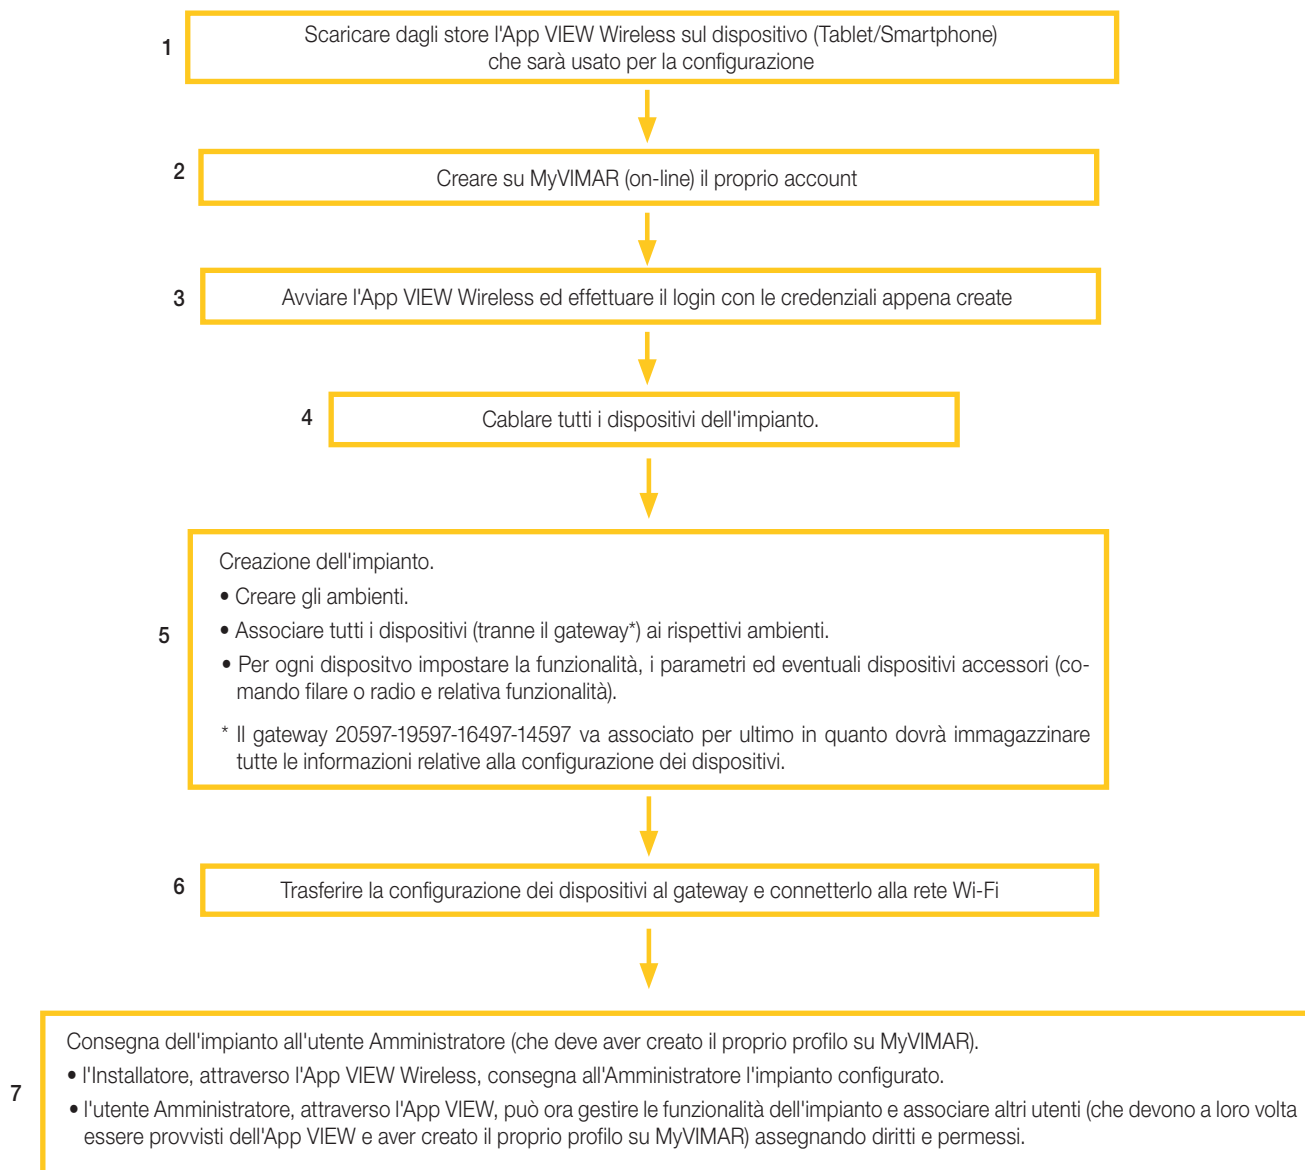 1
Scaricare dagli store l'App VIEW Wireless sul dispositivo (Tablet/Smartphone)
che sarà usato per la configurazione
2
Creare su MyVIMAR (on-line) il proprio account
3
Avviare l'App VIEW Wireless ed effettuare il login con le credenziali appena create
4
Cablare tutti i dispositivi dell'impianto.
5
Creazione dell'impianto.
• Creare gli ambienti.
• Associare tutti i dispositivi (tranne il gateway*) ai rispettivi ambienti.
• Per ogni dispositvo impostare la funzionalità, i parametri ed eventuali dispositivi accessori (co-
mando filare o radio e relativa funzionalità).
* Il gateway 20597-19597-16497-14597 va associato per ultimo in quanto dovrà immagazzinare
tutte le informazioni relative alla configurazione dei dispositivi.
6
Trasferire la configurazione dei dispositivi al gateway e connetterlo alla rete Wi-Fi
7
Consegna dell'impianto all'utente Amministratore (che deve aver creato il proprio profilo su MyVIMAR).
• l'Installatore, attraverso l'App VIEW Wireless, consegna all'Amministratore l'impianto configurato.
• l'utente Amministratore, attraverso l'App VIEW, può ora gestire le funzionalità dell'impianto e associare altri utenti (che devono a loro volta
essere provvisti dell'App VIEW e aver creato il proprio profilo su MyVIMAR) assegnando diritti e permessi.